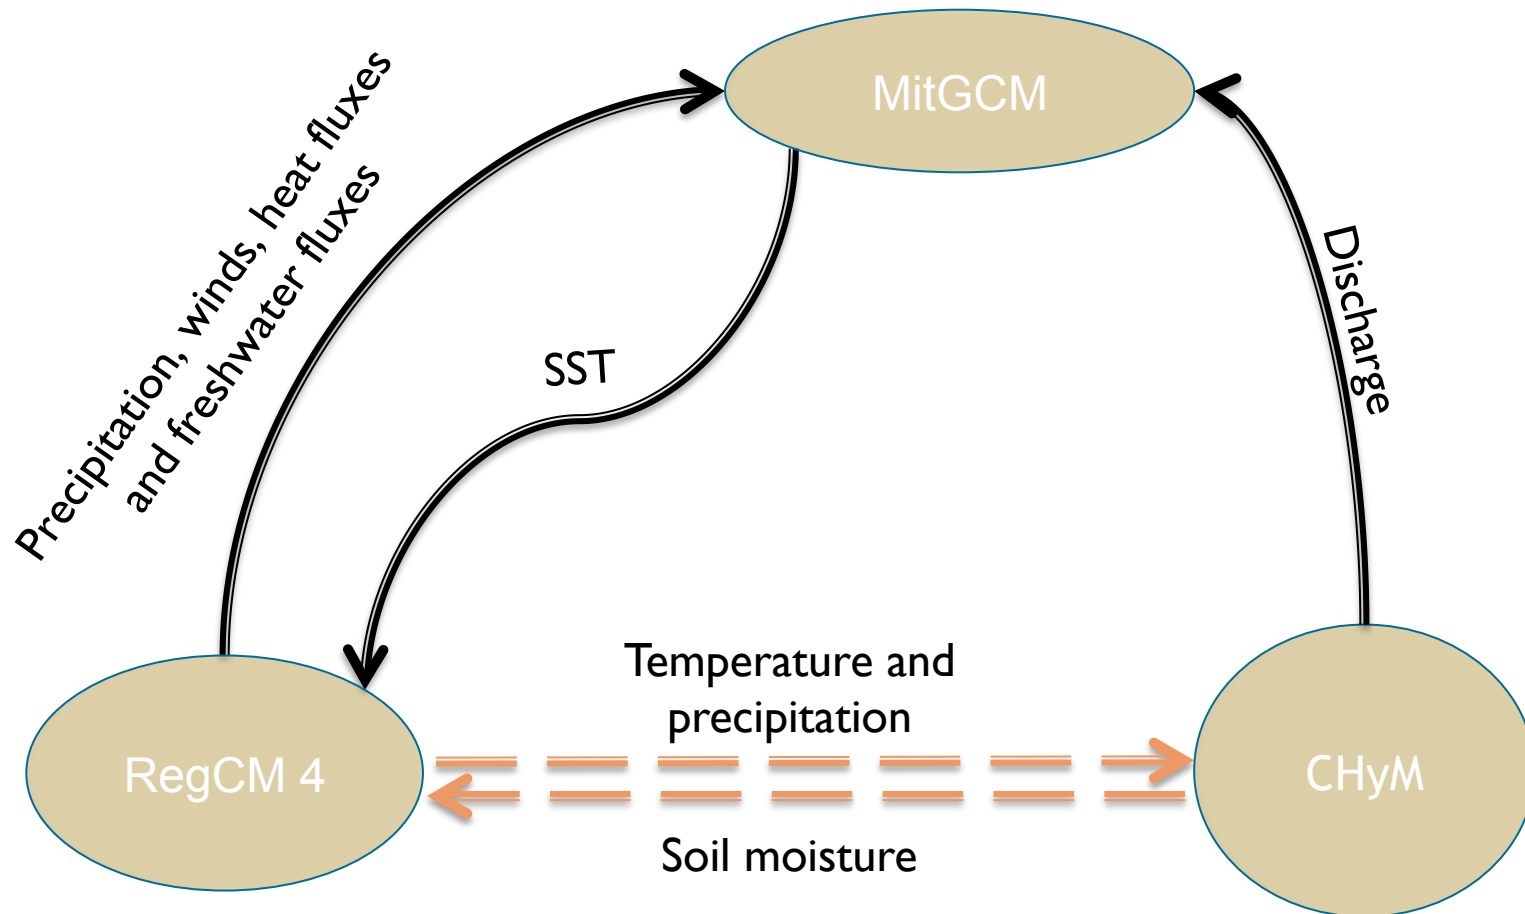 MitGCM
Precipitation, winds, heat fluxes
and freshwater fluxes
Discharge
SST
Temperature and
precipitation
RegCM 4
CHyM
Soil moisture